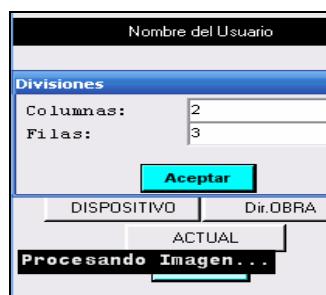 Nombre del Usuario
Divisiones
Columnas: 2
Filas: 3
Aceptar
DISPOSITIVO Dir.OBRA
ACTUAL
Procesando Imagen...